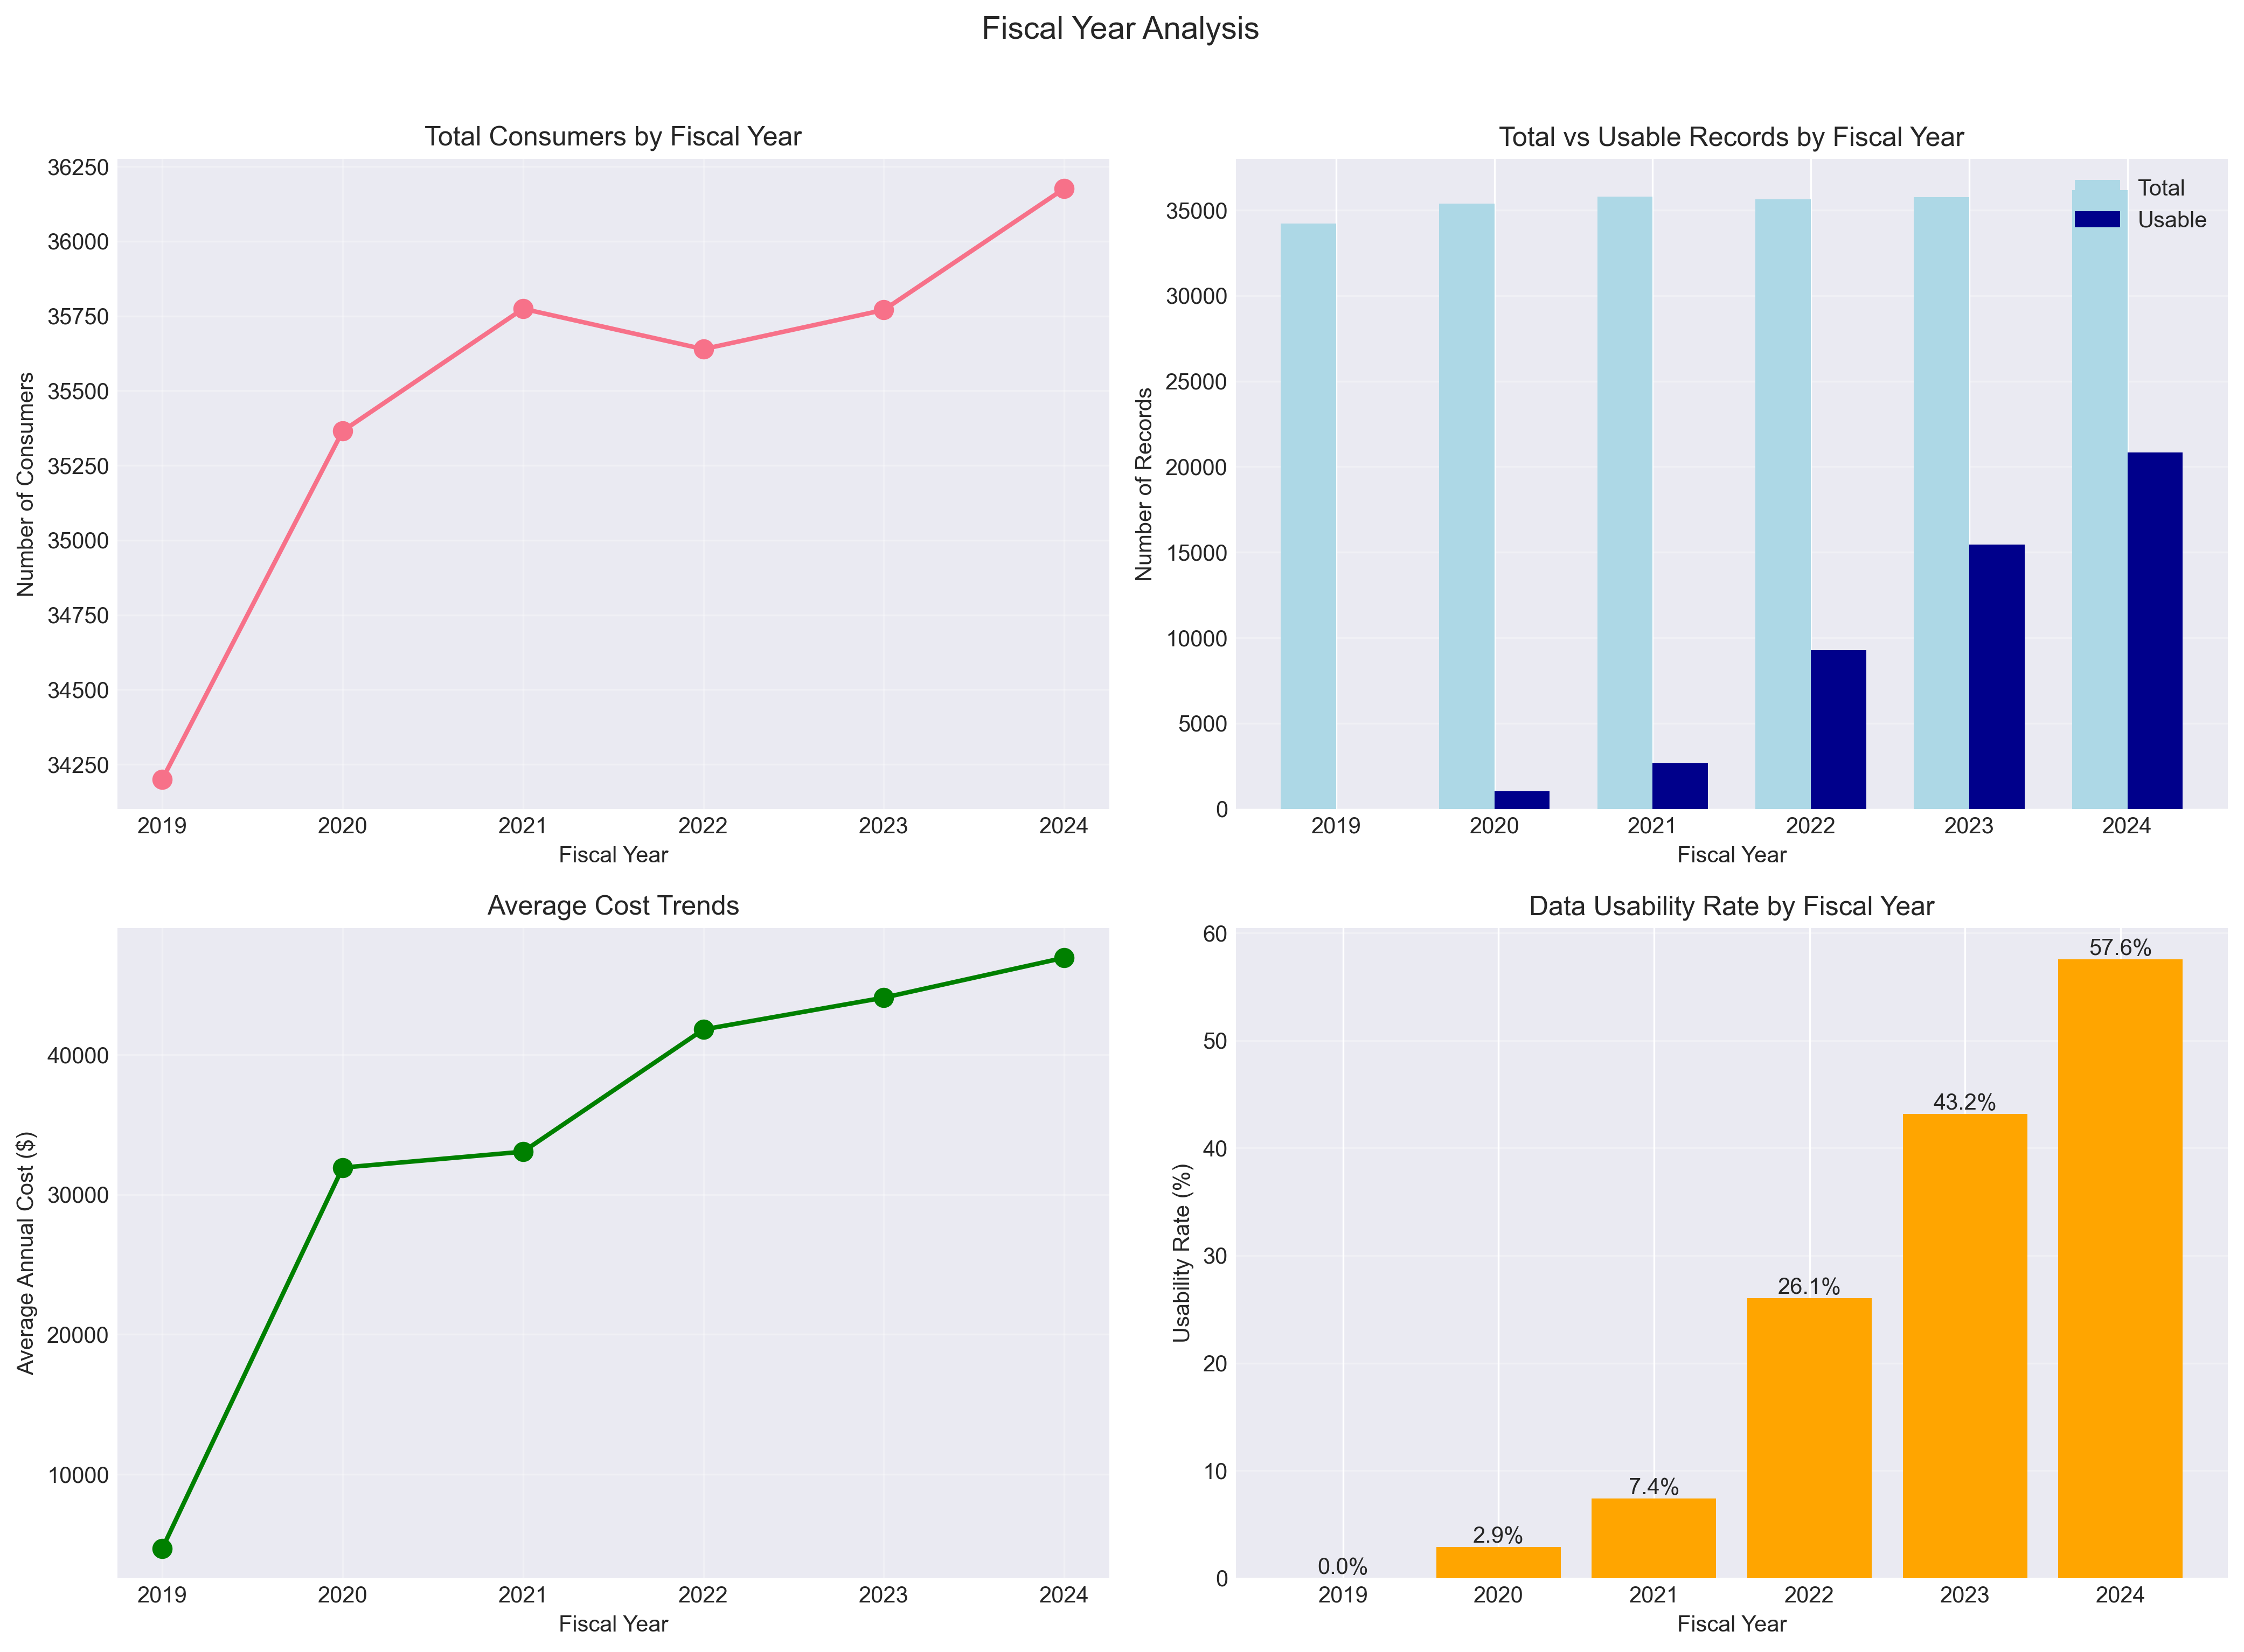 Fiscal Year Analysis
Total Consumers by Fiscal Year
Number of Consumers
36250
36000
35750
35500
35250
35000
34750
34500
34250
2019 2020 2021 2022 2023 2024
Fiscal Year
Total vs Usable Records by Fiscal Year
Number of Records
35000
30000
25000
20000
15000
10000
5000
0
Total
Usable
2019 2020 2021 2022 2023 2024
Fiscal Year
Average Cost Trends
Average Annual Cost ($)
40000
30000
20000
10000
2019 2020 2021 2022 2023 2024
Fiscal Year
Data Usability Rate by Fiscal Year
Usability Rate (%)
60
50
40
30
20
10
0
0.0%
2.9%
7.4%
26.1%
43.2%
57.6%
2019 2020 2021 2022 2023 2024
Fiscal Year